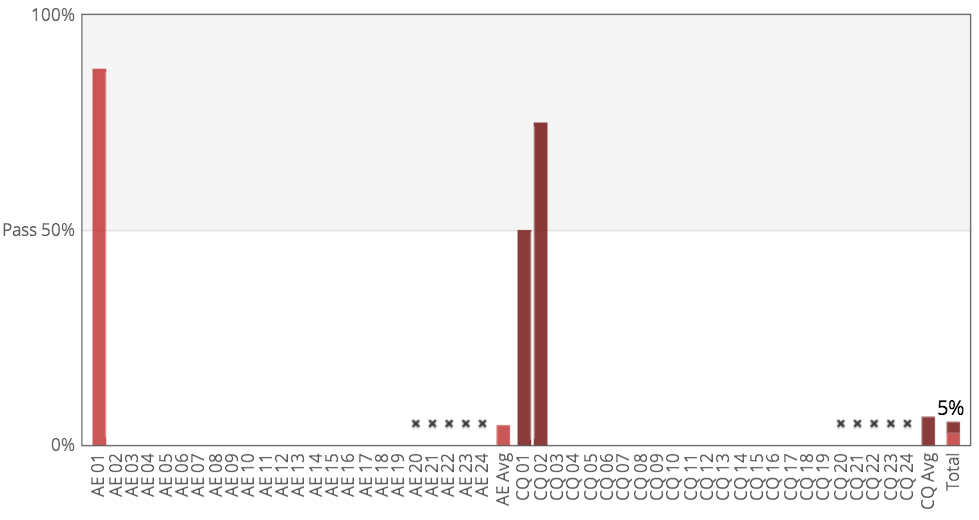 100%
Pass 50%
0%
5%
AE 01
AE 02
AE 03
AE 04
AE 05
AE 06
AE 07
AE 08
AE 09
AE 10
AE 11
AE 12
AE 13
AE 14
AE 15
AE 16
AE 17
AE 18
AE 19
AE 20
AE 21
AE 22
AE 23
AE 24
AE Avg
CQ 01
CQ 02
CQ 03
CQ 04
CQ 05
CQ 06
CQ 07
CQ 08
CQ 09
CQ 10
CQ 11
CQ 12
CQ 13
CQ 14
CQ 15
CQ 16
CQ 17
CQ 18
CQ 19
CQ 20
CQ 21
CQ 22
CQ 23
CQ 24
CQ Avg
Total